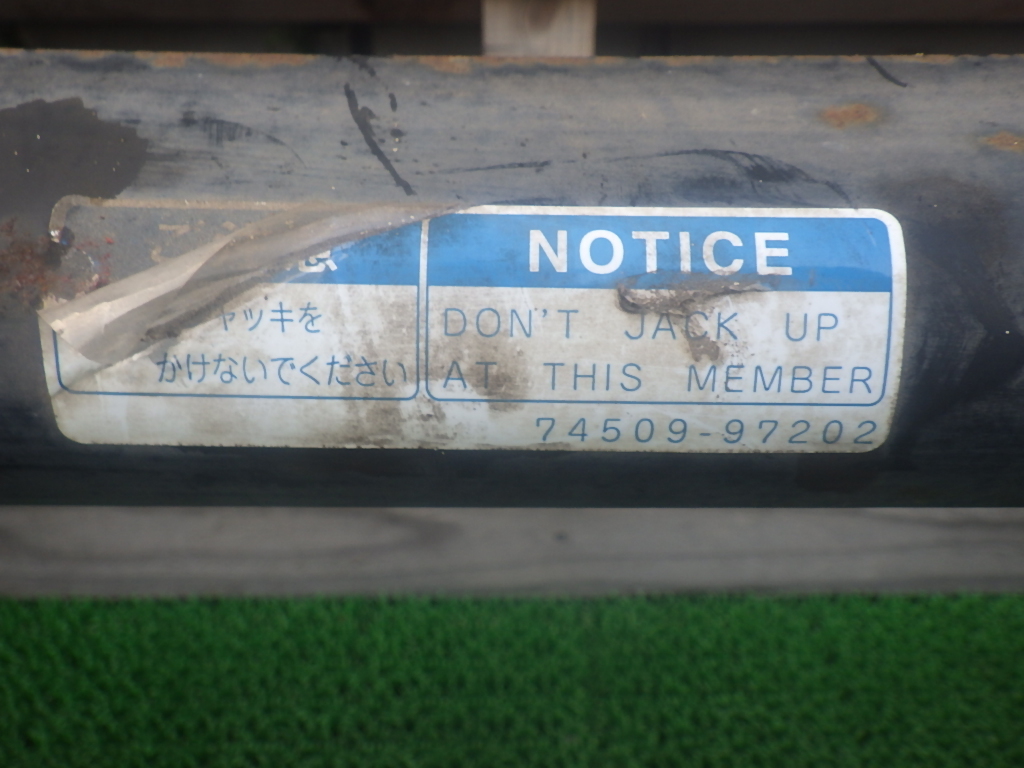 ャッキを
かけないでください
NOTICE
DON'T JACK UP
AT THIS MEMBER
74509-97202